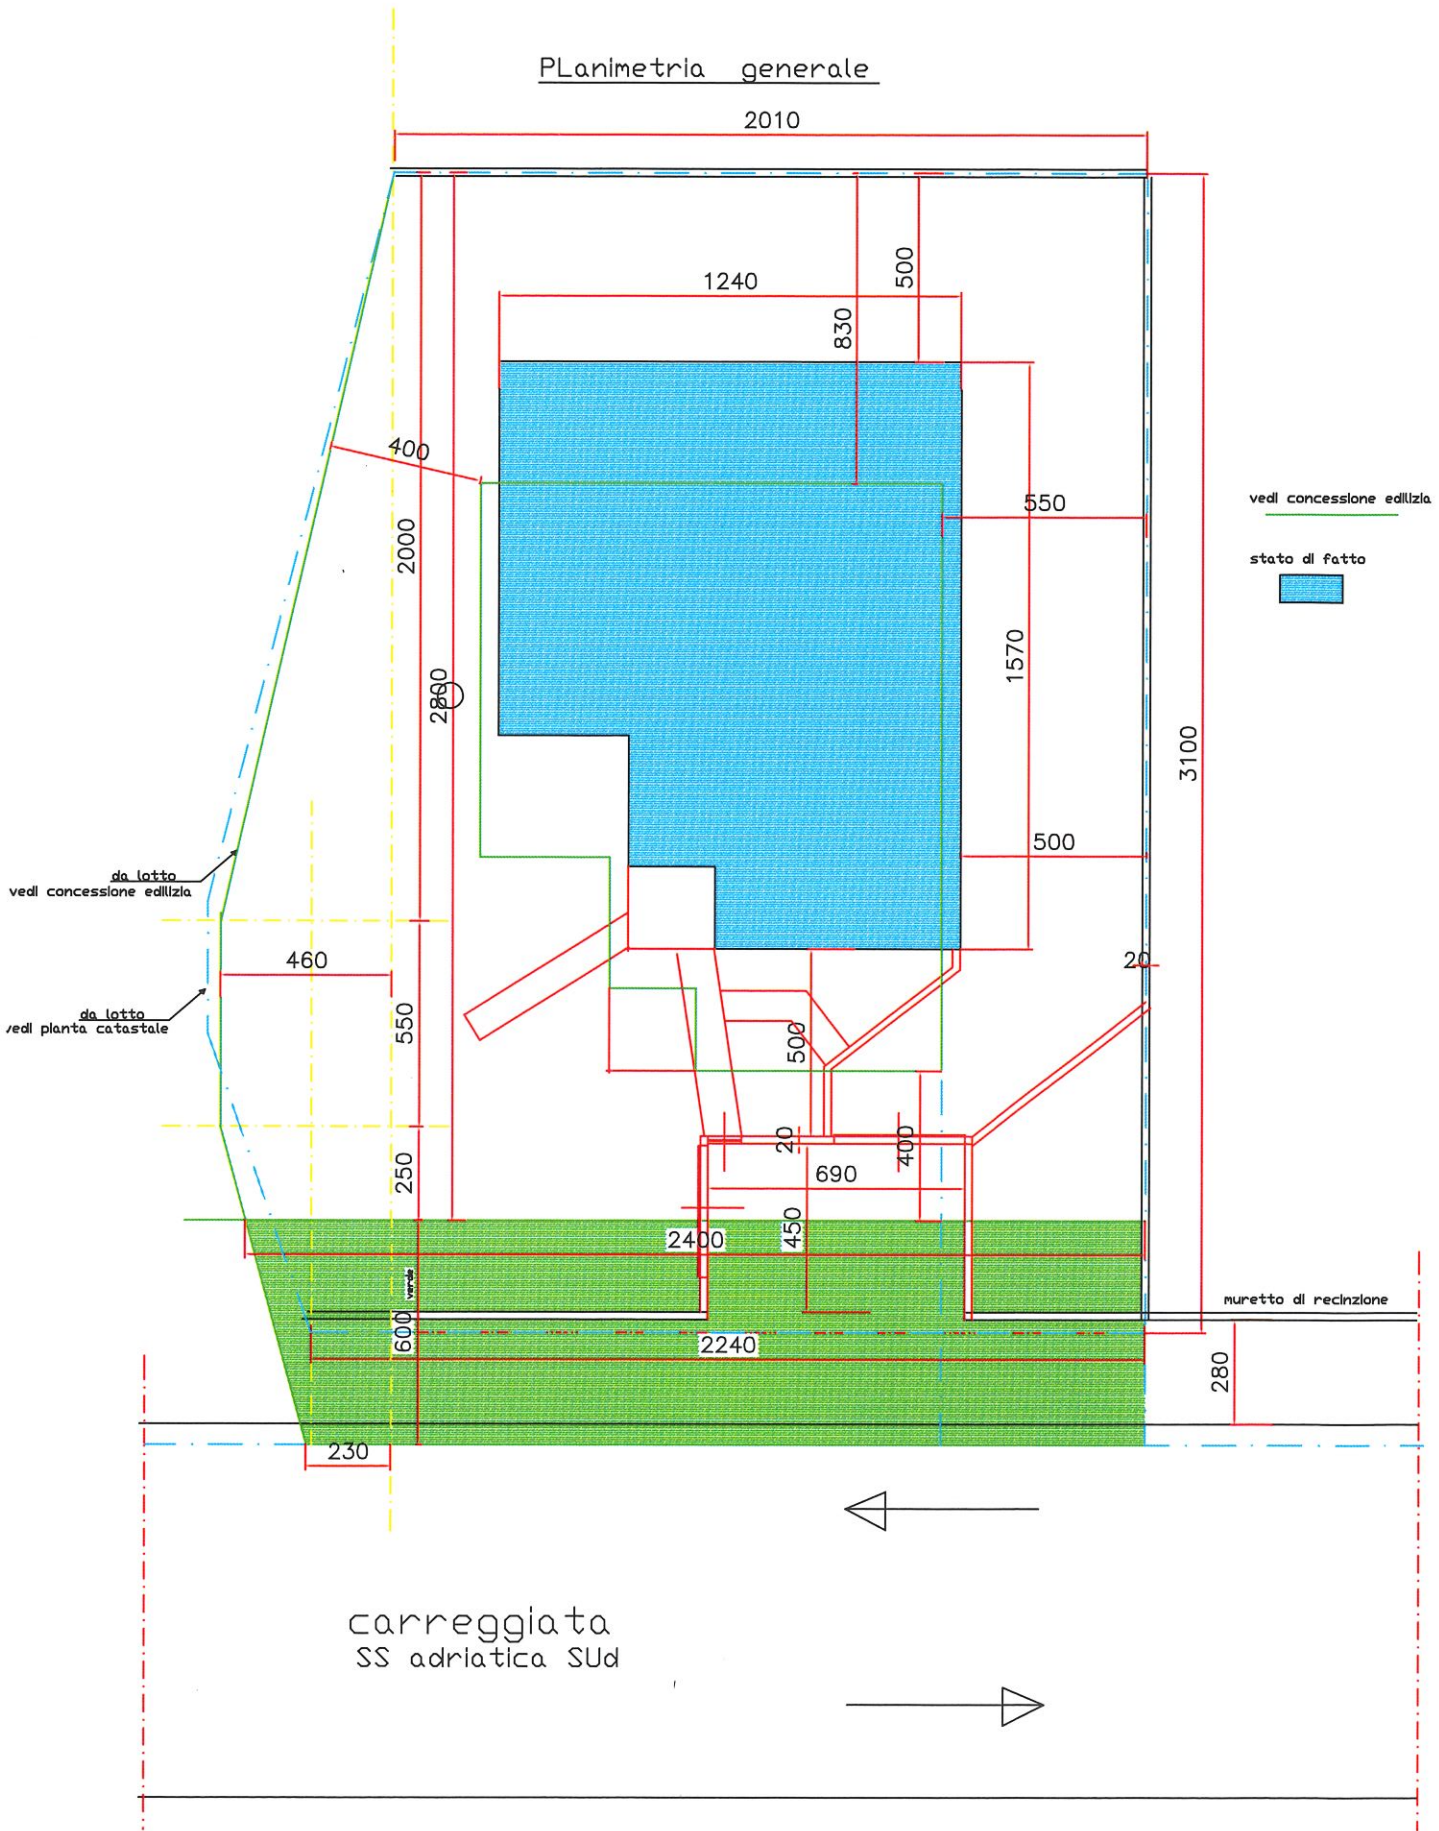 PLanimetria generale
2010
500
1240
830
400
550
vedi concessione edilizia
2000
stato di fatto
1570
2800
3100
500
da lotto
vedi concessione edilizia
460
20
da lotto
vedi pianta catastale
550
500
20
400
250
690
450
2400
verde
muretto di recinzione
600
2240
280
230
carreggiata
SS adriatica SUd